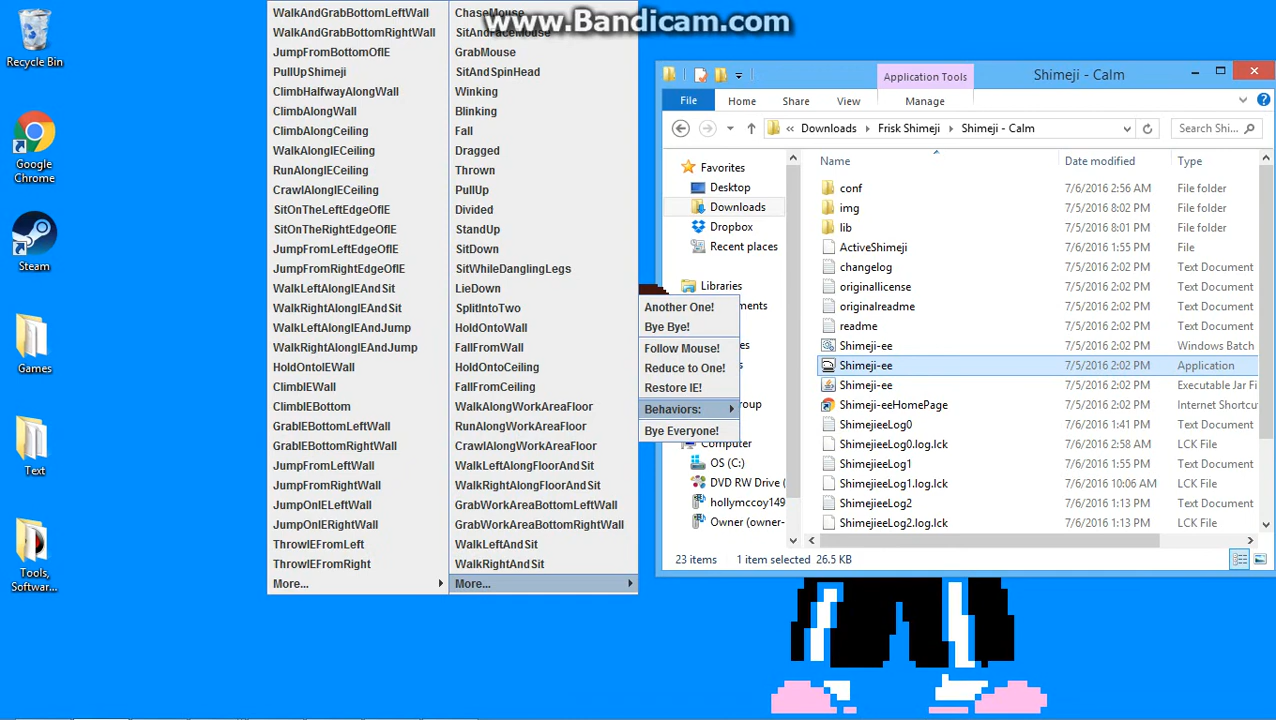 www.Bandicam.com
Recycle Bin
Google
Chrome
Steam
Games
Text
Tools,
Softwar...
WalkAndGrabBottomLeftWall
WalkAndGrabBottomRightWall
JumpFromBottomOfIE
PullUpShimeji
ClimbHalfwayAlongWall
ClimbAlongWall
ClimbAlongCeiling
WalkAlongIECeiling
RunAlongIECeiling
CrawlAlongIECeiling
SitOnTheLeftEdgeOfIE
SitOnTheRightEdgeOfIE
JumpFromLeftEdgeOfIE
JumpFromRightEdgeOfIE
WalkLeftAlongIEAndSit
WalkRightAlongIEAndSit
WalkLeftAlongIEAndJump
WalkRightAlongIEAndJump
HoldOntoIEWall
ClimbIEWall
ClimbIEBottom
GrabIEBottomLeftWall
GrabIEBottomRightWall
JumpFromLeftWall
JumpFromRightWall
JumpOnIELeftWall
JumpOnIERightWall
ThrowIEFromLeft
ThrowIEFromRight
More...
ChaseMouse
SitAndFaceMouse
GrabMouse
SitAndSpinHead
Winking
Blinking
Fall
Dragged
Thrown
PullUp
Divided
StandUp
SitDown
SitWhileDanglingLegs
LieDown
SplitIntoTwo
HoldOntoWall
FallFromWall
HoldOntoCeiling
FallFromCeiling
WalkAlongWorkAreaFloor
RunAlongWorkAreaFloor
CrawlAlongWorkAreaFloor
WalkLeftAlongFloorAndSit
WalkRightAlongFloorAndSit
GrabWorkAreaBottomLeftWall
GrabWorkAreaBottomRightWall
WalkLeftAndSit
WalkRightAndSit
More...
Another One!
Bye Bye!
Follow Mouse!
Reduce to One!
Restore IE!
Behaviors:
Bye Everyone!
Application Tools
Shimeji - Calm
File Home Share View Manage
Downloads Frisk Shimeji Shimeji - Calm
Search Shi...
Favorites
Desktop
Downloads
Dropbox
Recent places
Libraries
uments
group
Computer
OS (C:)
DVD RW Drive (
hollymccoy149
Owner (owner-
Name Date modified Type
conf 7/6/2016 2:56 AM File folder
img 7/5/2016 8:02 PM File folder
lib 7/5/2016 8:01 PM File folder
ActiveShimeji 7/6/2016 1:55 PM File
changelog 7/5/2016 2:02 PM Text Document
originallicense 7/5/2016 2:02 PM Text Document
originalreadme 7/5/2016 2:02 PM Text Document
readme 7/5/2016 2:02 PM Text Document
Shimeji-ee 7/5/2016 2:02 PM Windows Batch
Shimeji-ee 7/5/2016 2:02 PM Application
Shimeji-ee 7/5/2016 2:02 PM Executable Jar Fi
Shimeji-eeHomePage 7/5/2016 2:02 PM Internet Shortcu
ShimejieeLog0 7/6/2016 1:41 PM Text Document
ShimejieeLog0.log.lck 7/6/2016 2:58 AM LCK File
ShimejieeLog1 7/6/2016 1:55 PM Text Document
ShimejieeLog1.log.lck 7/6/2016 10:06 AM LCK File
ShimejieeLog2 7/6/2016 1:13 PM Text Document
ShimejieeLog2.log.lck 7/6/2016 1:13 PM LCK File
23 items 1 item selected 26.5 KB